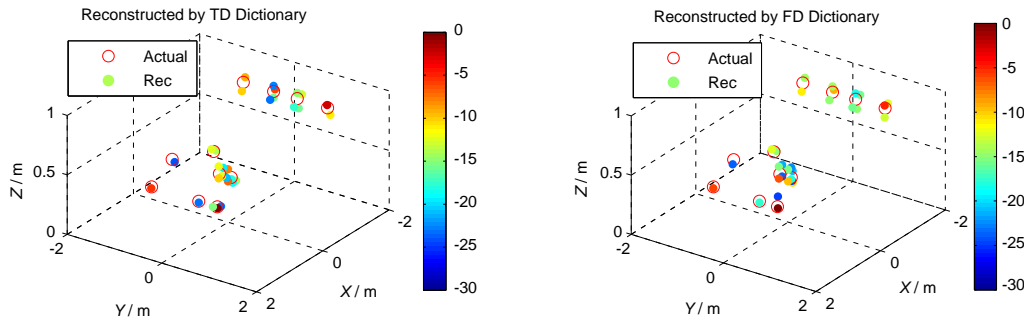 Reconstructed by TD Dictionary
Actual
Rec
1
0.5
0
Z / m
-2
0
2
Y / m
2
0
-2
X / m
0
-5
-10
-15
-20
-25
-30
Reconstructed by FD Dictionary
Actual
Rec
1
0.5
0
Z / m
-2
0
2
Y / m
2
0
-2
X / m
0
-5
-10
-15
-20
-25
-30